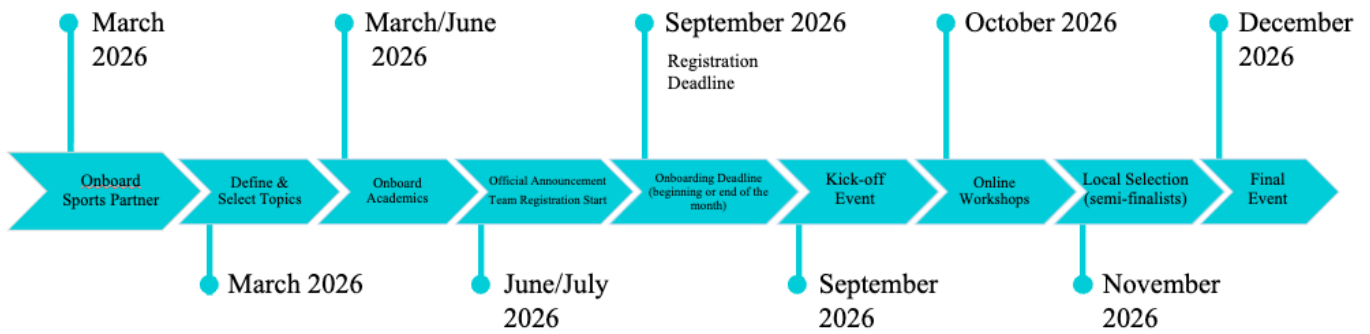 March
2026
March/June
2026
September 2026
Registration
Deadline
October 2026
December
2026
Onboard
Sports Partner
Define &
Select Topics
Onboard
Academics
Official Announcement
Team Registration Start
Onboarding Deadline
(beginning or end of the
month)
Kick-off
Event
Online
Workshops
Local Selection
(semi-finalists)
Final
Event
March 2026
June/July
2026
September
2026
November
2026